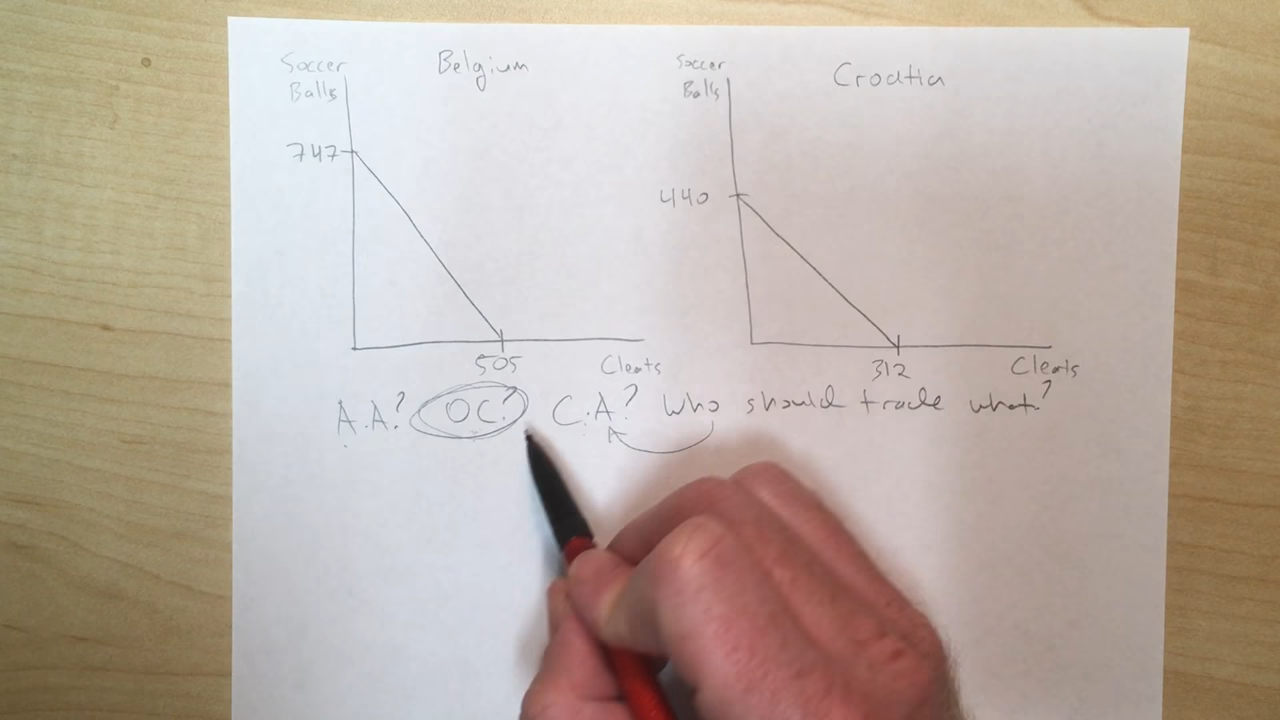 Soccer
Balls
Belgium
747
505
Cleats
Soccer
Balls
Croatia
440
312
Cleats
A.A? OC? C.A? Who should trade what?